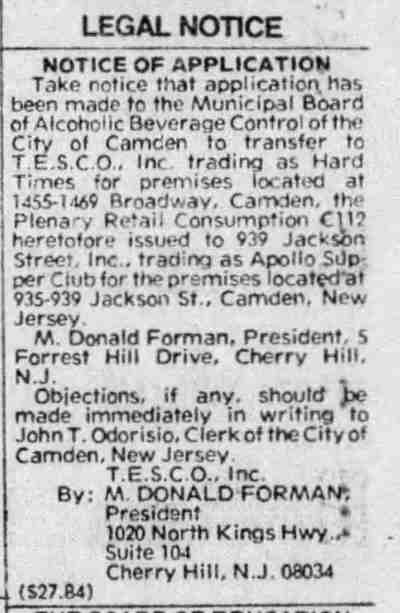 LEGAL NOTICE
NOTICE OF APPLICATION
Take notice that application has
been made to the Municipal Board
of Alcoholic Beverage Control of the
City of Camden to transfer to
T.E.S.C.O., Inc. trading as Hard
Times for premises located at
1455-1469 Broadway, Camden, the
Plenary Retail Consumption C112
heretofore issued to 939 Jackson
Street, Inc., trading as Apollo Sup-
per Club for the premises located at
935-939 Jackson St., Camden, New
Jersey.
M. Donald Forman, President, 5
Forrest Hill Drive, Cherry Hill,
N.J.
Objections, if any, should be
made immediately in writing to
John T. Odorisio, Clerk of the City of
Camden, New Jersey.
T.E.S.C.O., Inc.
By: M. DONALD FORMAN,
President
1020 North Kings Hwy.,
Suite 104
Cherry Hill, N.J. 08034
($27.84)